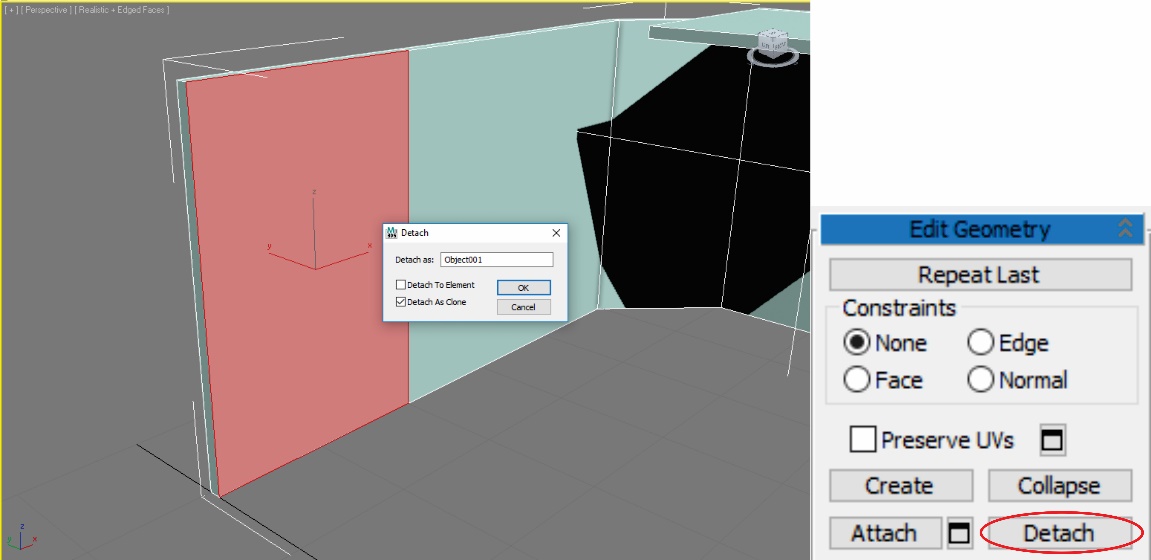 [ + ] [ Perspective ] [ Realistic + Edged Faces ]
z
y
x
Detach
Detach as: Object001
Detach To Element
OK
Detach As Clone
Cancel
z
y
x
Edit Geometry
Repeat Last
Constraints
None
Edge
Face
Normal
Preserve UVs
Create
Collapse
Attach
Detach